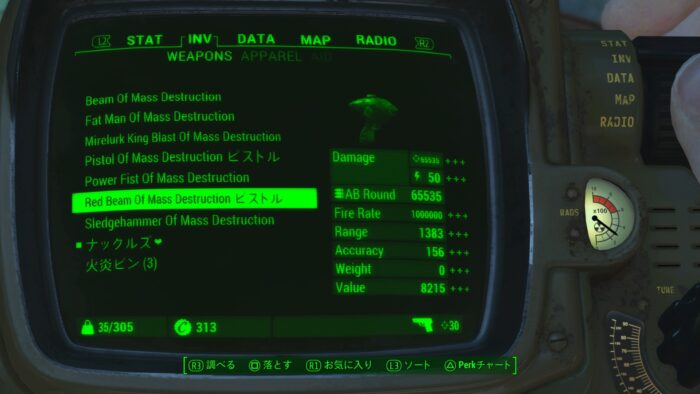 L2 STAT INV DATA MAP RADIO R2
WEAPONS APPAREL AID
Beam Of Mass Destruction
Fat Man Of Mass Destruction
Mirelurk King Blast Of Mass Destruction
Pistol Of Mass Destruction ピストル
Power Fist Of Mass Destruction
Red Beam Of Mass Destruction ピストル
Sledgehammer Of Mass Destruction
ナックルズ❤
火炎ビン (3)
Damage 65535 +++
50 +++
AB Round 65535
Fire Rate 1000000 +++
Range 1383 +++
Accuracy 156 +++
Weight 0 +++
Value 8215 +++
35/305
C 313
30
R3 調べる □ 落とす R1 お気に入り L3 ソート △ Perkチャート
STAT
INV
DATA
MAP
RADIO
RADS
x100
TUNE